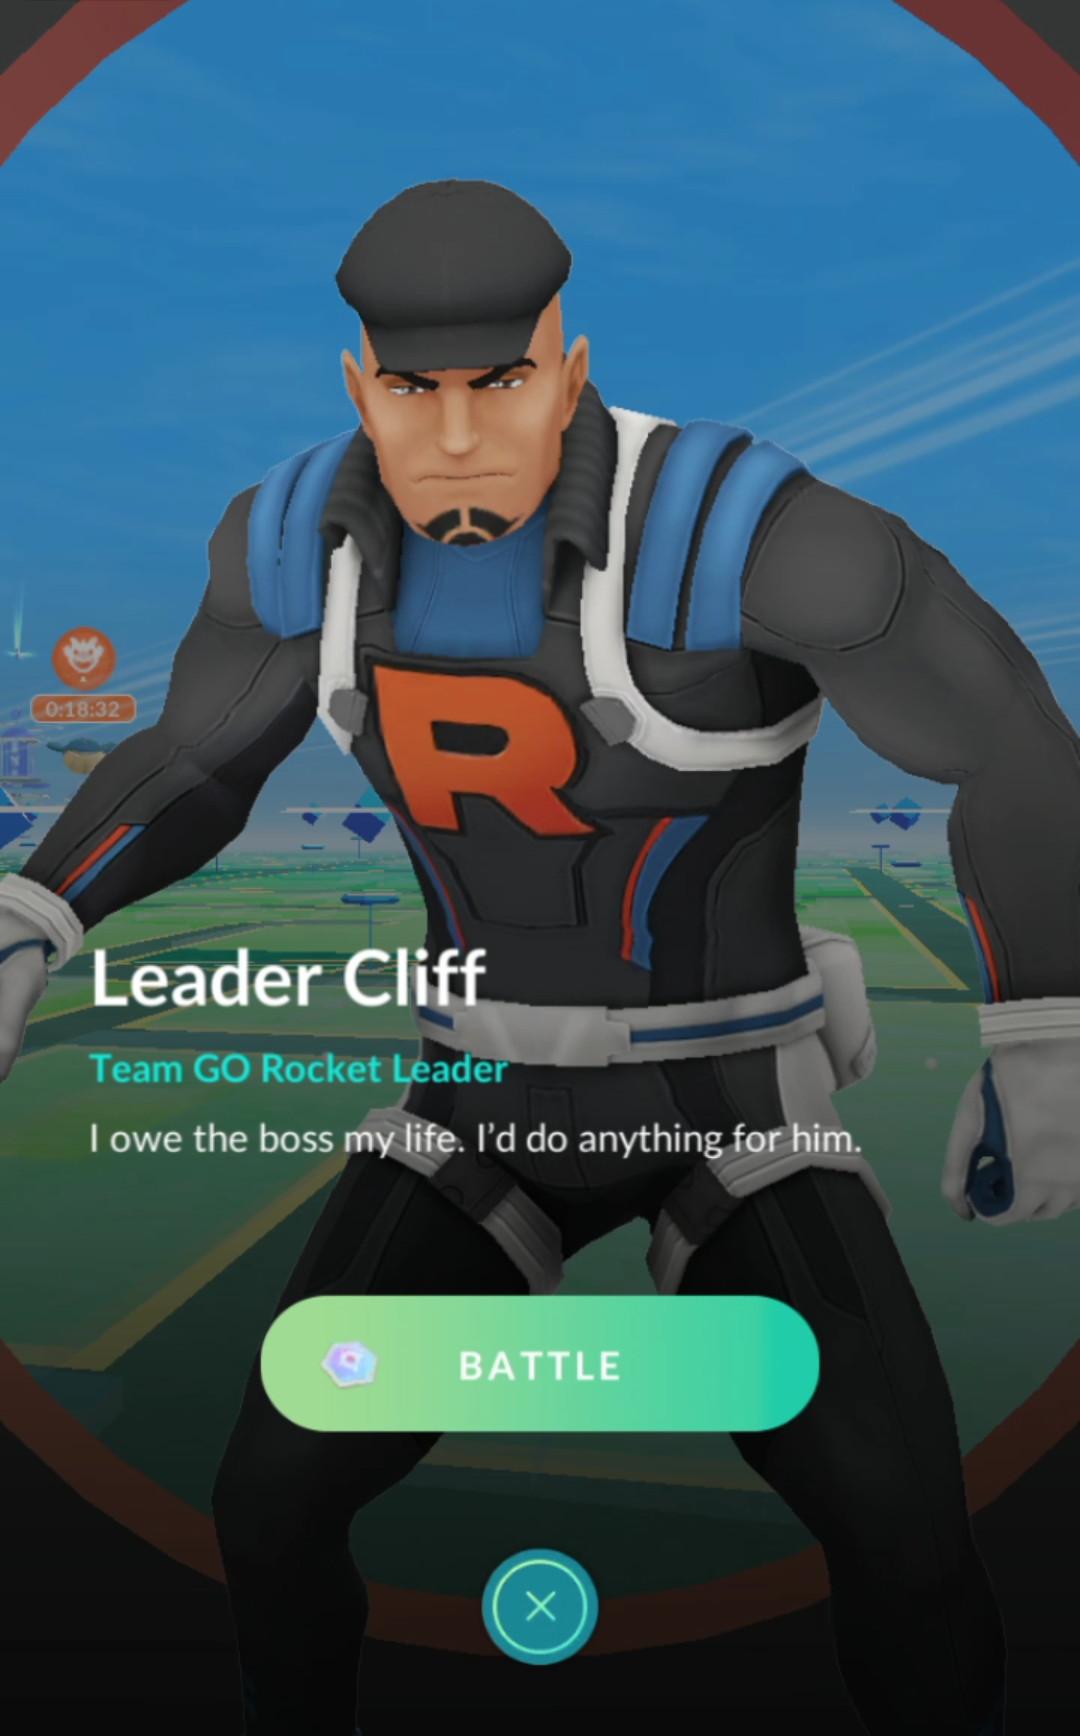 R
0:18:32
Leader Cliff
Team GO Rocket Leader
I owe the boss my life. I’d do anything for him.
BATTLE